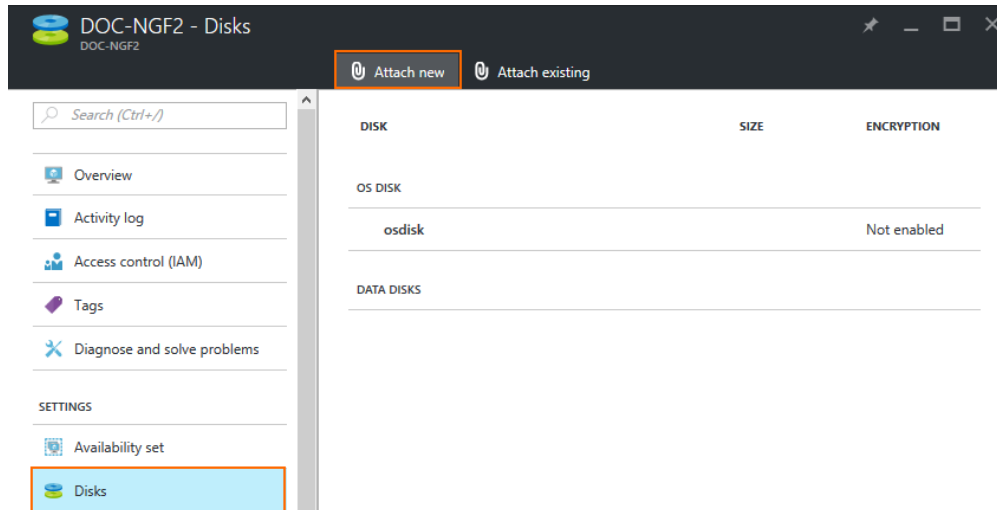 DOC-NGF2 - Disks
DOC-NGF2
Attach new
Attach existing
Search (Ctrl+/)
Overview
Activity log
Access control (IAM)
Tags
Diagnose and solve problems
SETTINGS
Availability set
Disks
DISK SIZE ENCRYPTION
OS DISK
osdisk Not enabled
DATA DISKS